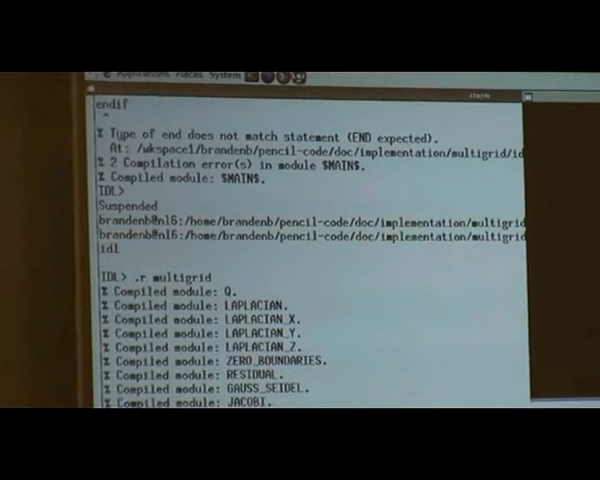 Applications Places System
xterm
endif
^
% Type of end does not match statement (END expected).
At: /wkspace1/brandenb/pencil-code/doc/implementation/multigrid/id
% 2 Compilation error(s) in module $MAIN$.
% Compiled module: $MAIN$.
IDL>
Suspended
brandenb@nl6:/home/brandenb/pencil-code/doc/implementation/multigrid
brandenb@nl6:/home/brandenb/pencil-code/doc/implementation/multigrid
idl
IDL> .r multigrid
% Compiled module: Q.
% Compiled module: LAPLACIAN.
% Compiled module: LAPLACIAN_X.
% Compiled module: LAPLACIAN_Y.
% Compiled module: LAPLACIAN_Z.
% Compiled module: ZERO_BOUNDARIES.
% Compiled module: RESIDUAL.
% Compiled module: GAUSS_SEIDEL.
% Compiled module: JACOBI.